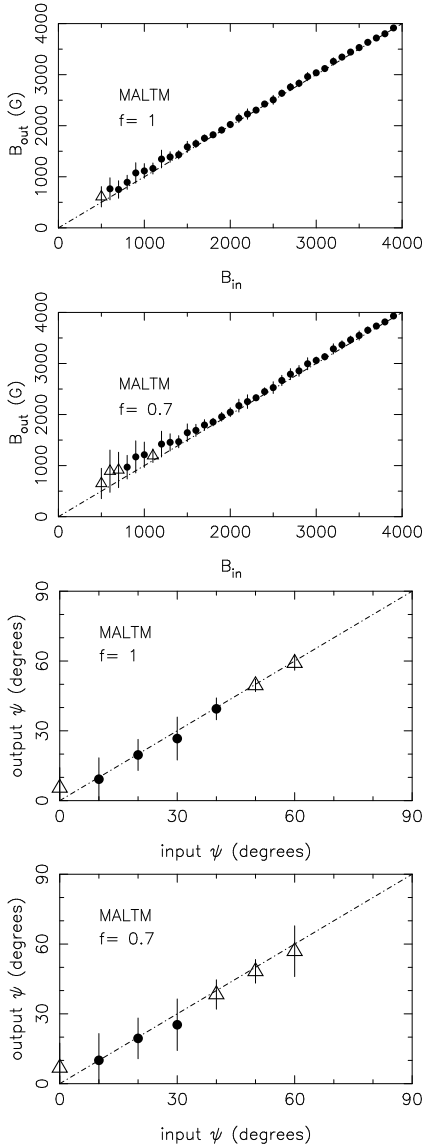 4000
3000
2000
1000
0
B_out (G)
MALTM
f= 1
0 1000 2000 3000 4000
B_in
4000
3000
2000
1000
0
B_out (G)
MALTM
f= 0.7
0 1000 2000 3000 4000
B_in
90
60
30
0
output ψ (degrees)
MALTM
f= 1
0 30 60 90
input ψ (degrees)
90
60
30
0
output ψ (degrees)
MALTM
f= 0.7
0 30 60 90
input ψ (degrees)